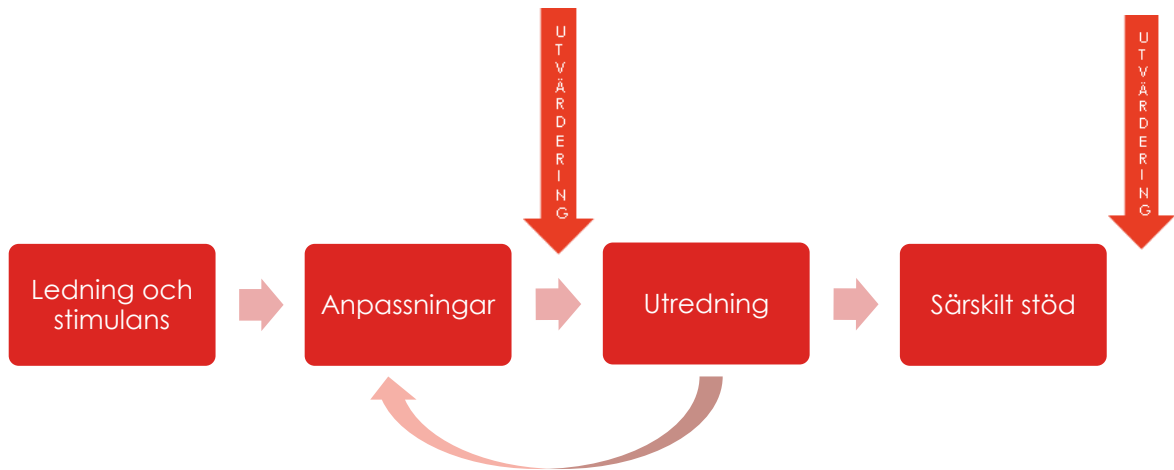 UTVÄRDERING
UTVÄRDERING
Ledning och
stimulans
Anpassningar
Utredning
Särskilt stöd